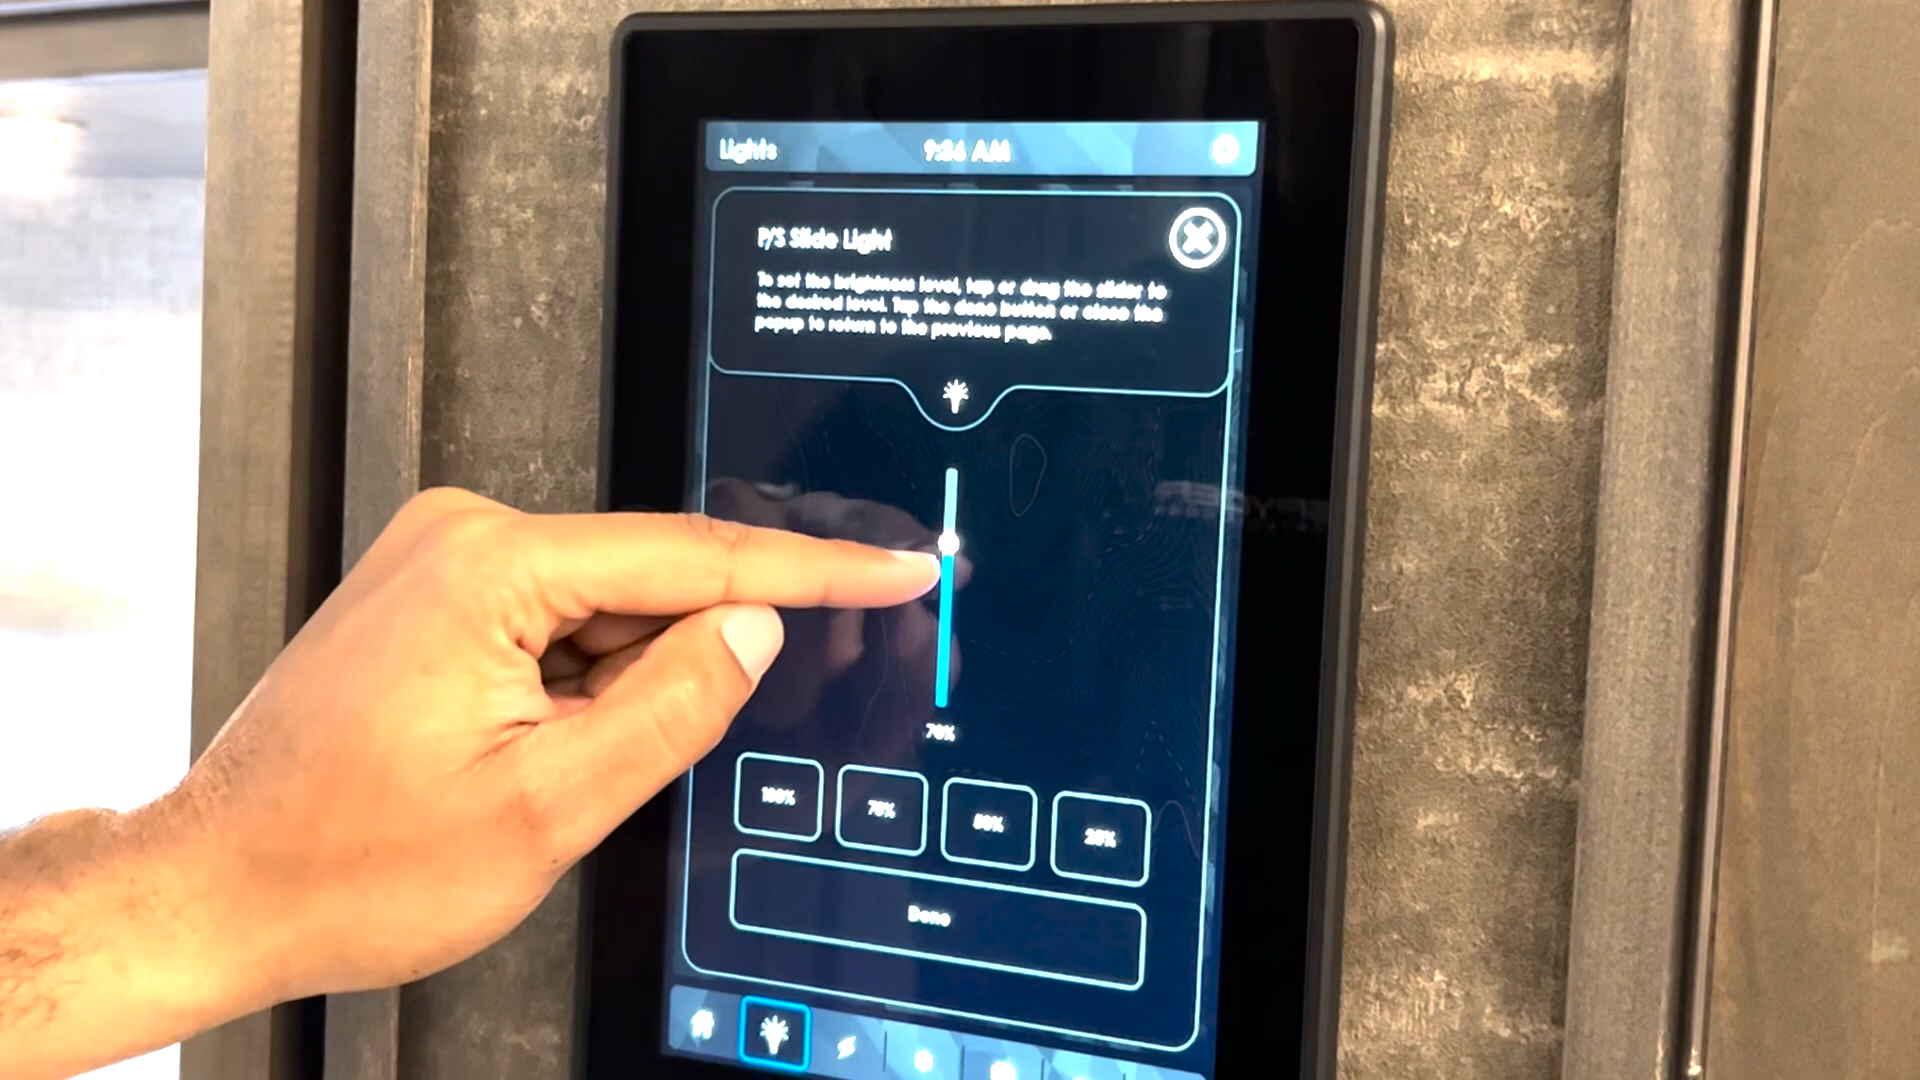 Lights
9:36 AM
P/S Slide Light
To set the brightness level, tap or drag the slider to
the desired level. Tap the done button or close the
popup to return to the previous page.
70%
100%
75%
50%
25%
Done